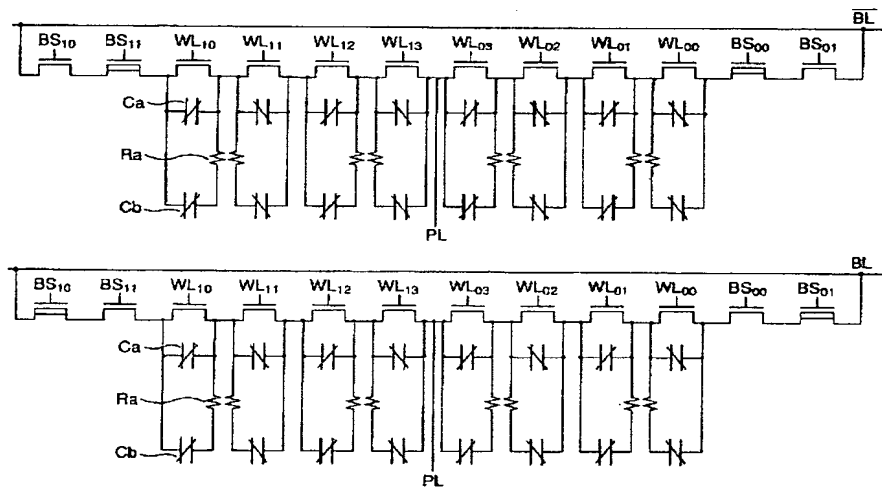 B̅L̅
BS₁₀ BS₁₁ WL₁₀ WL₁₁ WL₁₂ WL₁₃ WL₀₃ WL₀₂ WL₀₁ WL₀₀ BS₀₀ BS₀₁
Ca
Ra
Cb
PL
BL
BS₁₀ BS₁₁ WL₁₀ WL₁₁ WL₁₂ WL₁₃ WL₀₃ WL₀₂ WL₀₁ WL₀₀ BS₀₀ BS₀₁
Ca
Ra
Cb
PL